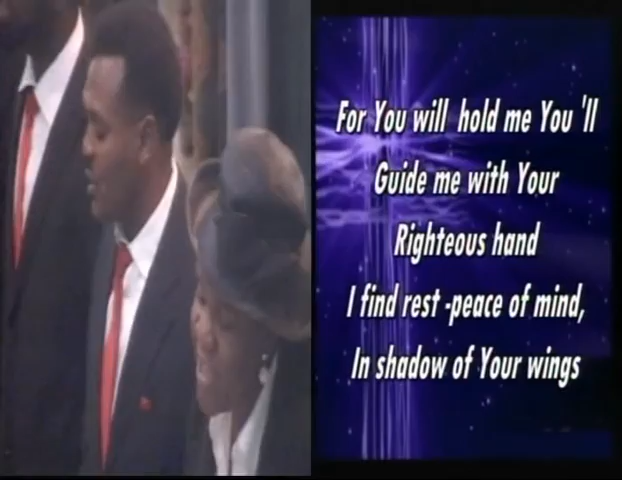 For You will hold me You 'll
Guide me with Your
Righteous hand
I find rest -peace of mind,
In shadow of Your wings